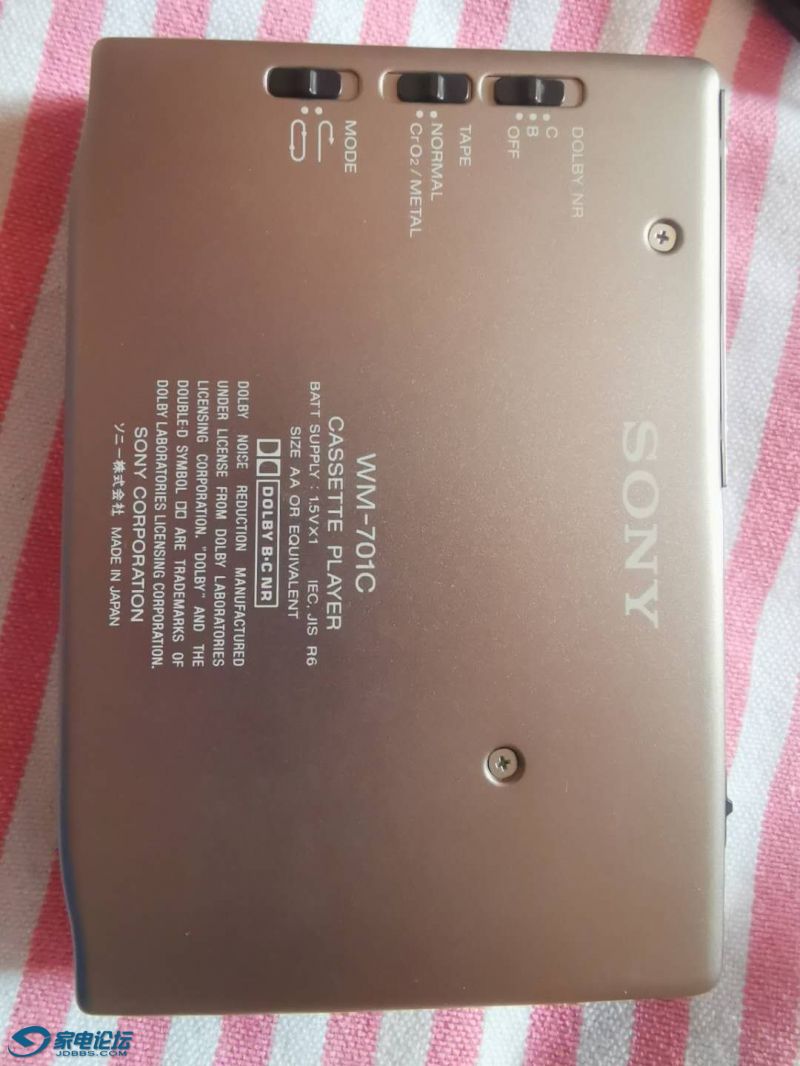 SONY
DOLBY NR
C
B
OFF
TAPE
NORMAL
CrO2/METAL
MODE
WM-701C
CASSETTE PLAYER
BATT SUPPLY : 1.5V×1 IEC, JIS R6
SIZE AA OR EQUIVALENT
DOLBY B·C NR
DOLBY NOISE REDUCTION MANUFACTURED
UNDER LICENSE FROM DOLBY LABORATORIES
LICENSING CORPORATION. "DOLBY" AND THE
DOUBLE-D SYMBOL ARE TRADEMARKS OF
DOLBY LABORATORIES LICENSING CORPORATION.
SONY CORPORATION
ソニー株式会社 MADE IN JAPAN
家电论坛
JDBBS.COM